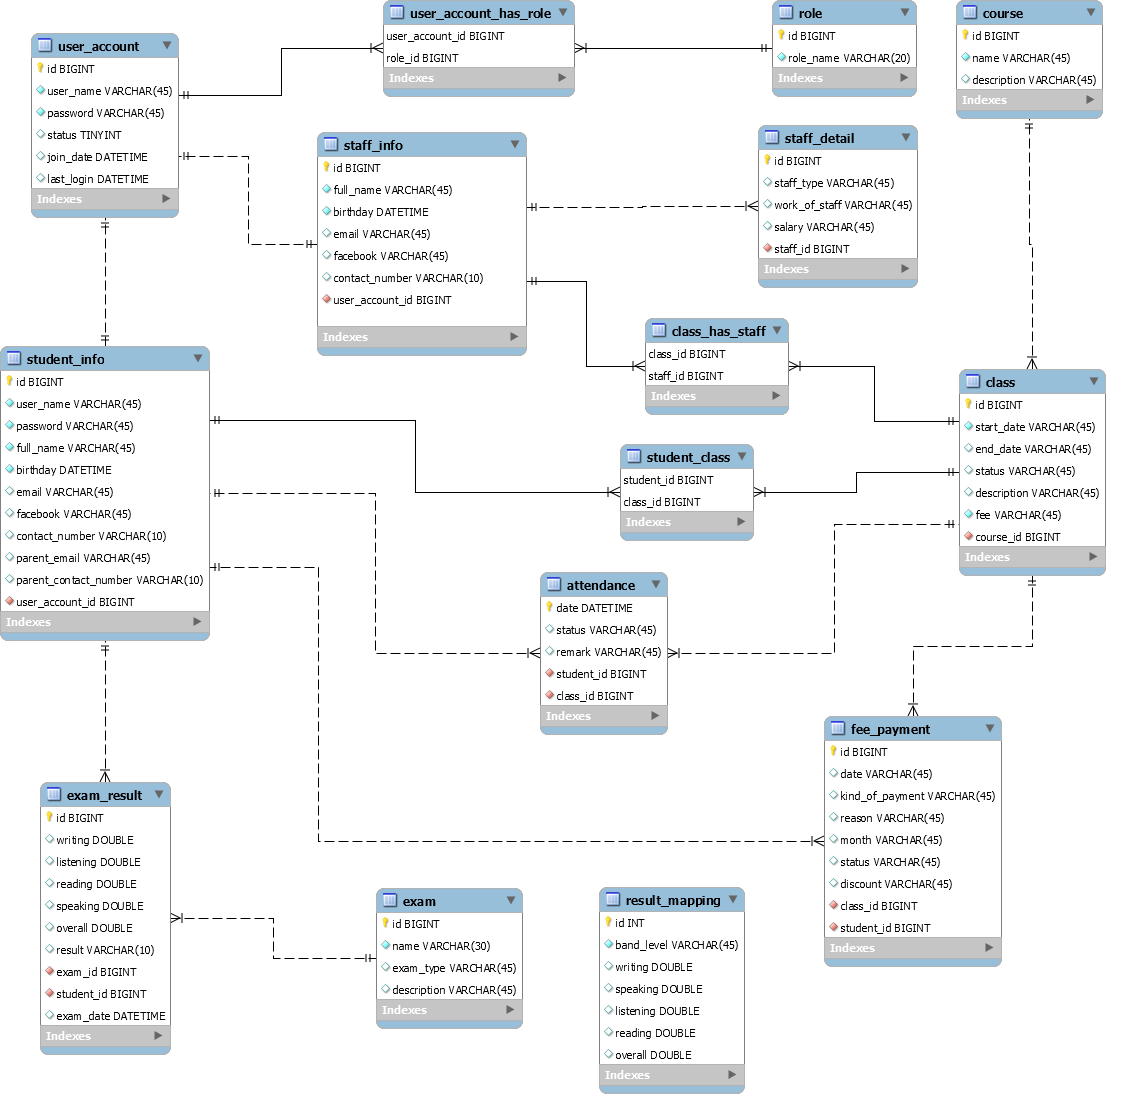 user_account
id BIGINT
user_name VARCHAR(45)
password VARCHAR(45)
status TINYINT
join_date DATETIME
last_login DATETIME
Indexes
user_account_has_role
user_account_id BIGINT
role_id BIGINT
Indexes
role
id BIGINT
role_name VARCHAR(20)
Indexes
course
id BIGINT
name VARCHAR(45)
description VARCHAR(45)
Indexes
staff_info
id BIGINT
full_name VARCHAR(45)
birthday DATETIME
email VARCHAR(45)
facebook VARCHAR(45)
contact_number VARCHAR(10)
user_account_id BIGINT
Indexes
staff_detail
id BIGINT
staff_type VARCHAR(45)
work_of_staff VARCHAR(45)
salary VARCHAR(45)
staff_id BIGINT
Indexes
class_has_staff
class_id BIGINT
staff_id BIGINT
Indexes
student_info
id BIGINT
user_name VARCHAR(45)
password VARCHAR(45)
full_name VARCHAR(45)
birthday DATETIME
email VARCHAR(45)
facebook VARCHAR(45)
contact_number VARCHAR(10)
parent_email VARCHAR(45)
parent_contact_number VARCHAR(10)
user_account_id BIGINT
Indexes
student_class
student_id BIGINT
class_id BIGINT
Indexes
class
id BIGINT
start_date VARCHAR(45)
end_date VARCHAR(45)
status VARCHAR(45)
description VARCHAR(45)
fee VARCHAR(45)
course_id BIGINT
Indexes
attendance
date DATETIME
status VARCHAR(45)
remark VARCHAR(45)
student_id BIGINT
class_id BIGINT
Indexes
fee_payment
id BIGINT
date VARCHAR(45)
kind_of_payment VARCHAR(45)
reason VARCHAR(45)
month VARCHAR(45)
status VARCHAR(45)
discount VARCHAR(45)
class_id BIGINT
student_id BIGINT
Indexes
exam_result
id BIGINT
writing DOUBLE
listening DOUBLE
reading DOUBLE
speaking DOUBLE
overall DOUBLE
result VARCHAR(10)
exam_id BIGINT
student_id BIGINT
exam_date DATETIME
Indexes
exam
id BIGINT
name VARCHAR(30)
exam_type VARCHAR(45)
description VARCHAR(45)
Indexes
result_mapping
id INT
band_level VARCHAR(45)
writing DOUBLE
speaking DOUBLE
listening DOUBLE
reading DOUBLE
overall DOUBLE
Indexes